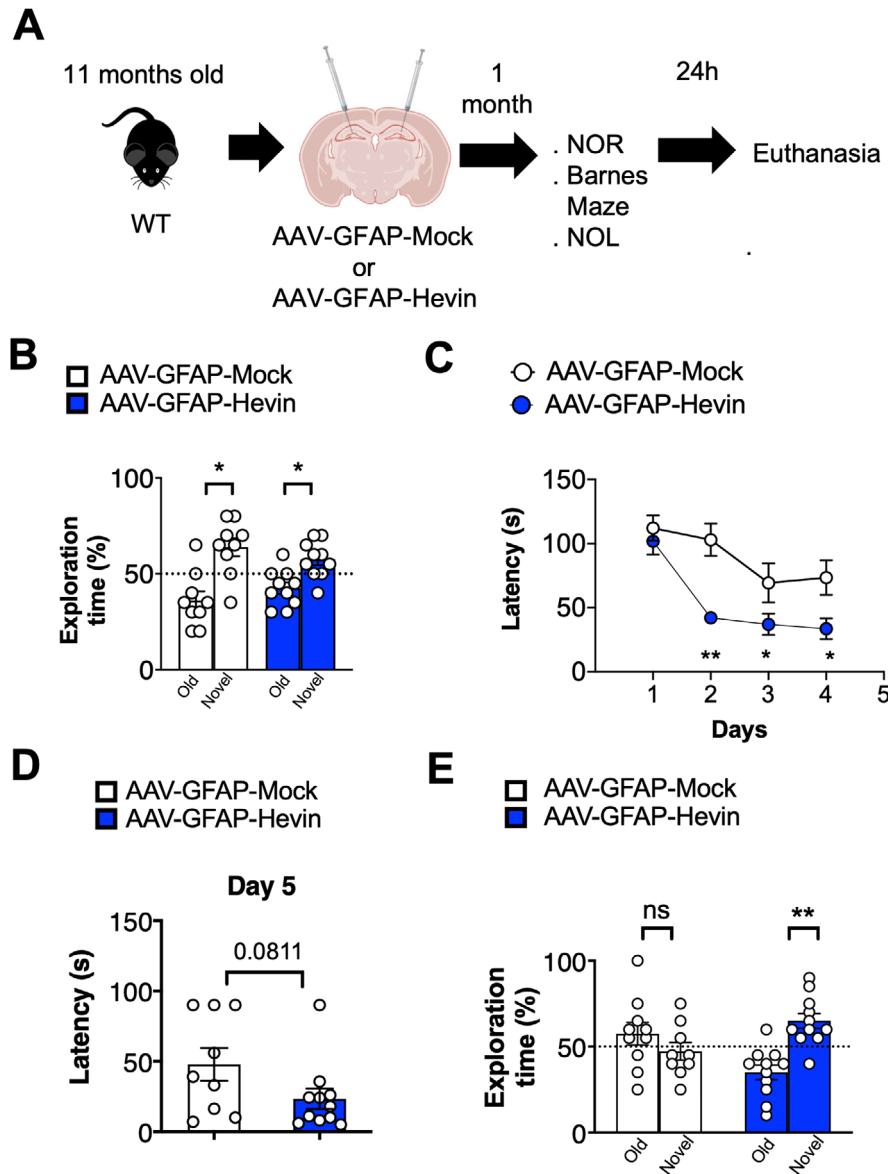 A
11 months old
WT
AAV-GFAP-Mock
or
AAV-GFAP-Hevin
1
month
. NOR
. Barnes
Maze
. NOL
24h
Euthanasia
.
B
AAV-GFAP-Mock
AAV-GFAP-Hevin
Exploration
time (%)
100
50
0
*
*
Old
Novel
Old
Novel
C
AAV-GFAP-Mock
AAV-GFAP-Hevin
Latency (s)
150
100
50
0
**
*
*
1
2
3
4
5
Days
D
AAV-GFAP-Mock
AAV-GFAP-Hevin
Day 5
Latency (s)
150
100
50
0
0.0811
E
AAV-GFAP-Mock
AAV-GFAP-Hevin
Exploration
time (%)
100
50
0
ns
**
Old
Novel
Old
Novel